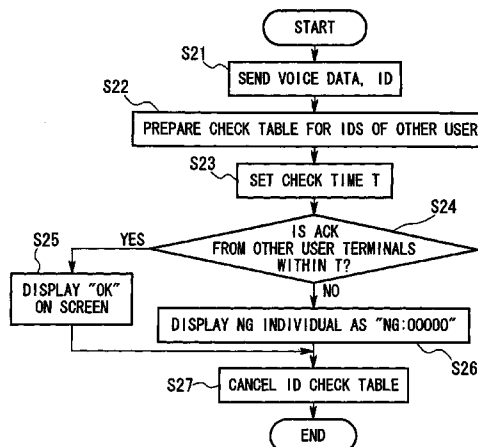 START
S21
SEND VOICE DATA, ID
S22
PREPARE CHECK TABLE FOR IDS OF OTHER USER
S23
SET CHECK TIME T
S24
IS ACK
FROM OTHER USER TERMINALS
WITHIN T?
YES
S25
DISPLAY "OK"
ON SCREEN
NO
DISPLAY NG INDIVIDUAL AS "NG:00000"
S26
S27
CANCEL ID CHECK TABLE
END